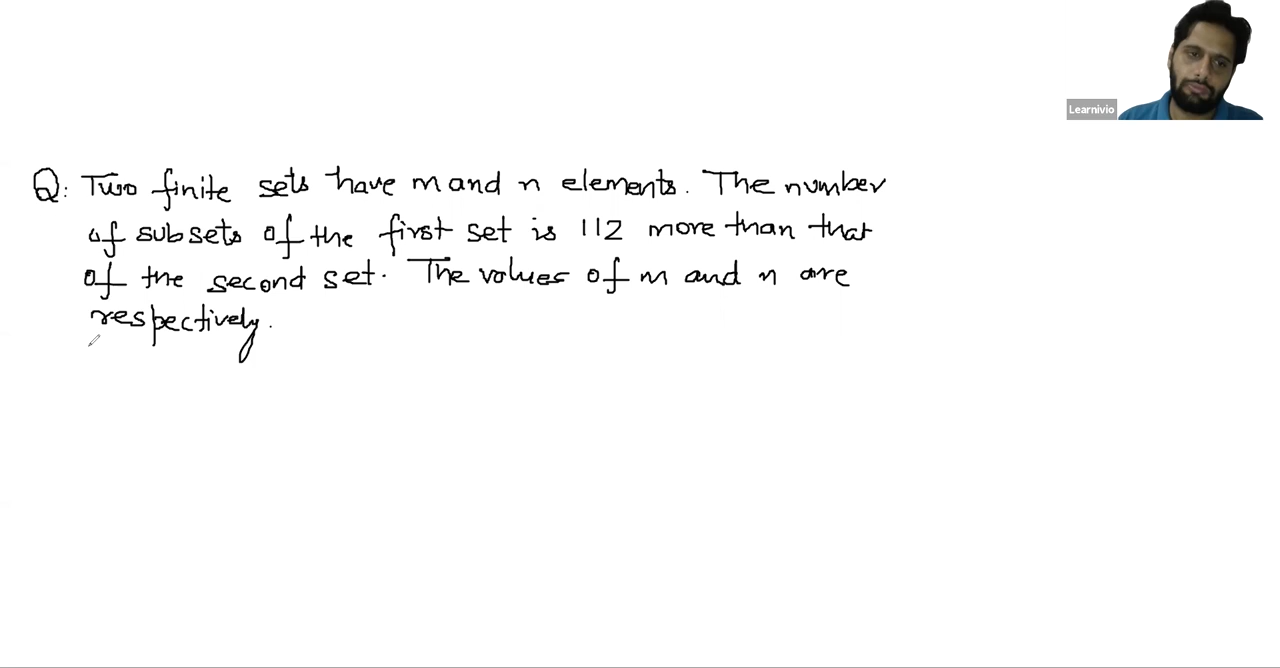 Learnivio
Q: Two finite sets have m and n elements. The number
of subsets of the first set is 112 more than that
of the second set. The values of m and n are
respectively.